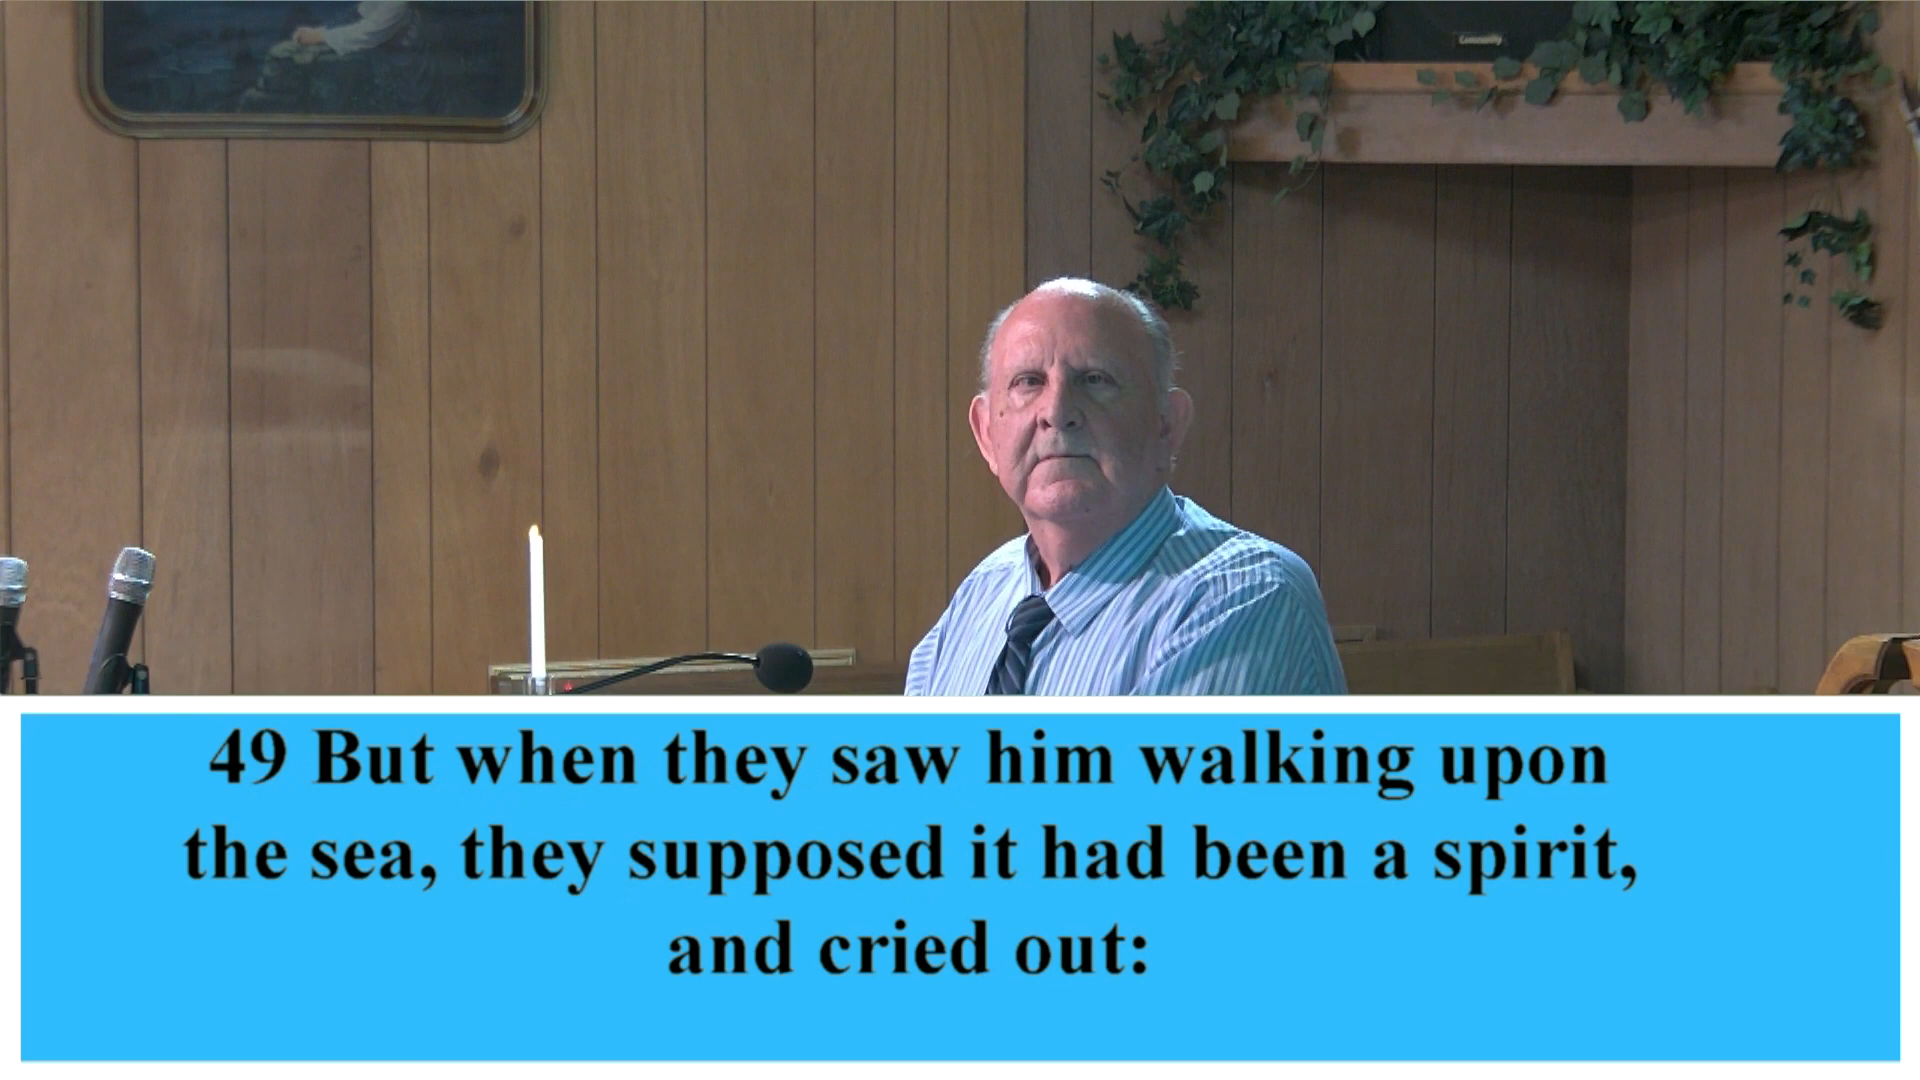 Community
49 But when they saw him walking upon
the sea, they supposed it had been a spirit,
and cried out: